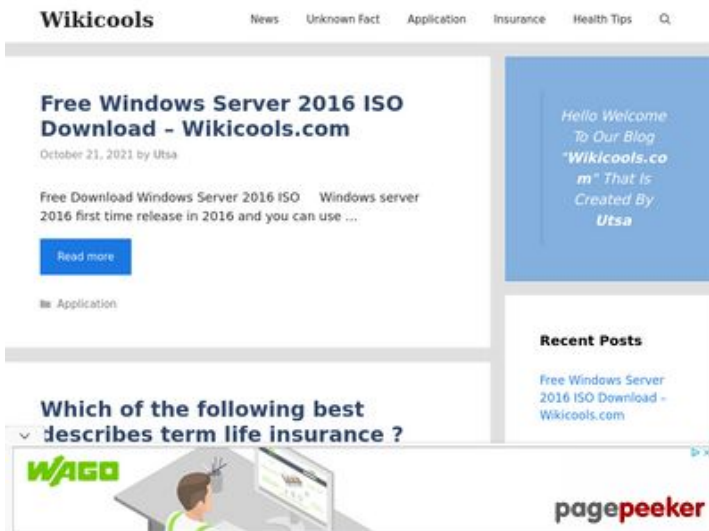 Wikicools
News Unknown Fact Application Insurance Health Tips
Free Windows Server 2016 ISO
Download – Wikicools.com
October 21, 2021 by Utsa
Free Download Windows Server 2016 ISO Windows server
2016 first time release in 2016 and you can use ...
Read more
Application
Which of the following best
describes term life insurance ?
Hello Welcome
To Our Blog
"Wikicools.co
m" That Is
Created By
Utsa
Recent Posts
Free Windows Server
2016 ISO Download –
Wikicools.com
WAGO
pagepeeker